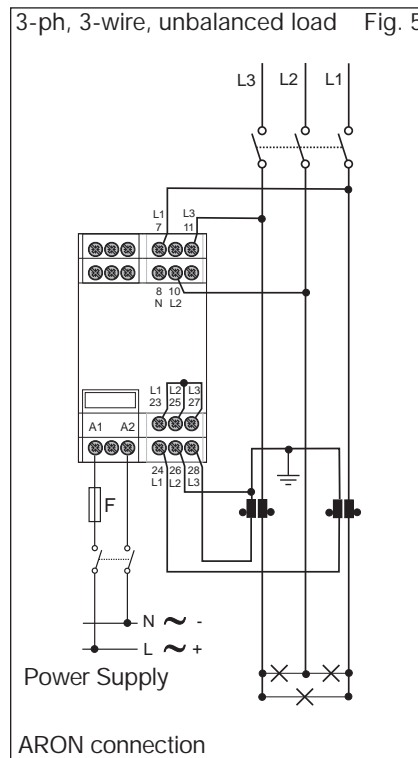 3-ph, 3-wire, unbalanced load Fig. 5
L3 L2 L1
L1 L3
7 11
8 10
N L2
L1 L2 L3
23 25 27
A1 A2
24 26 28
L1 L2 L3
F
N ~ -
L ~ +
Power Supply
ARON connection